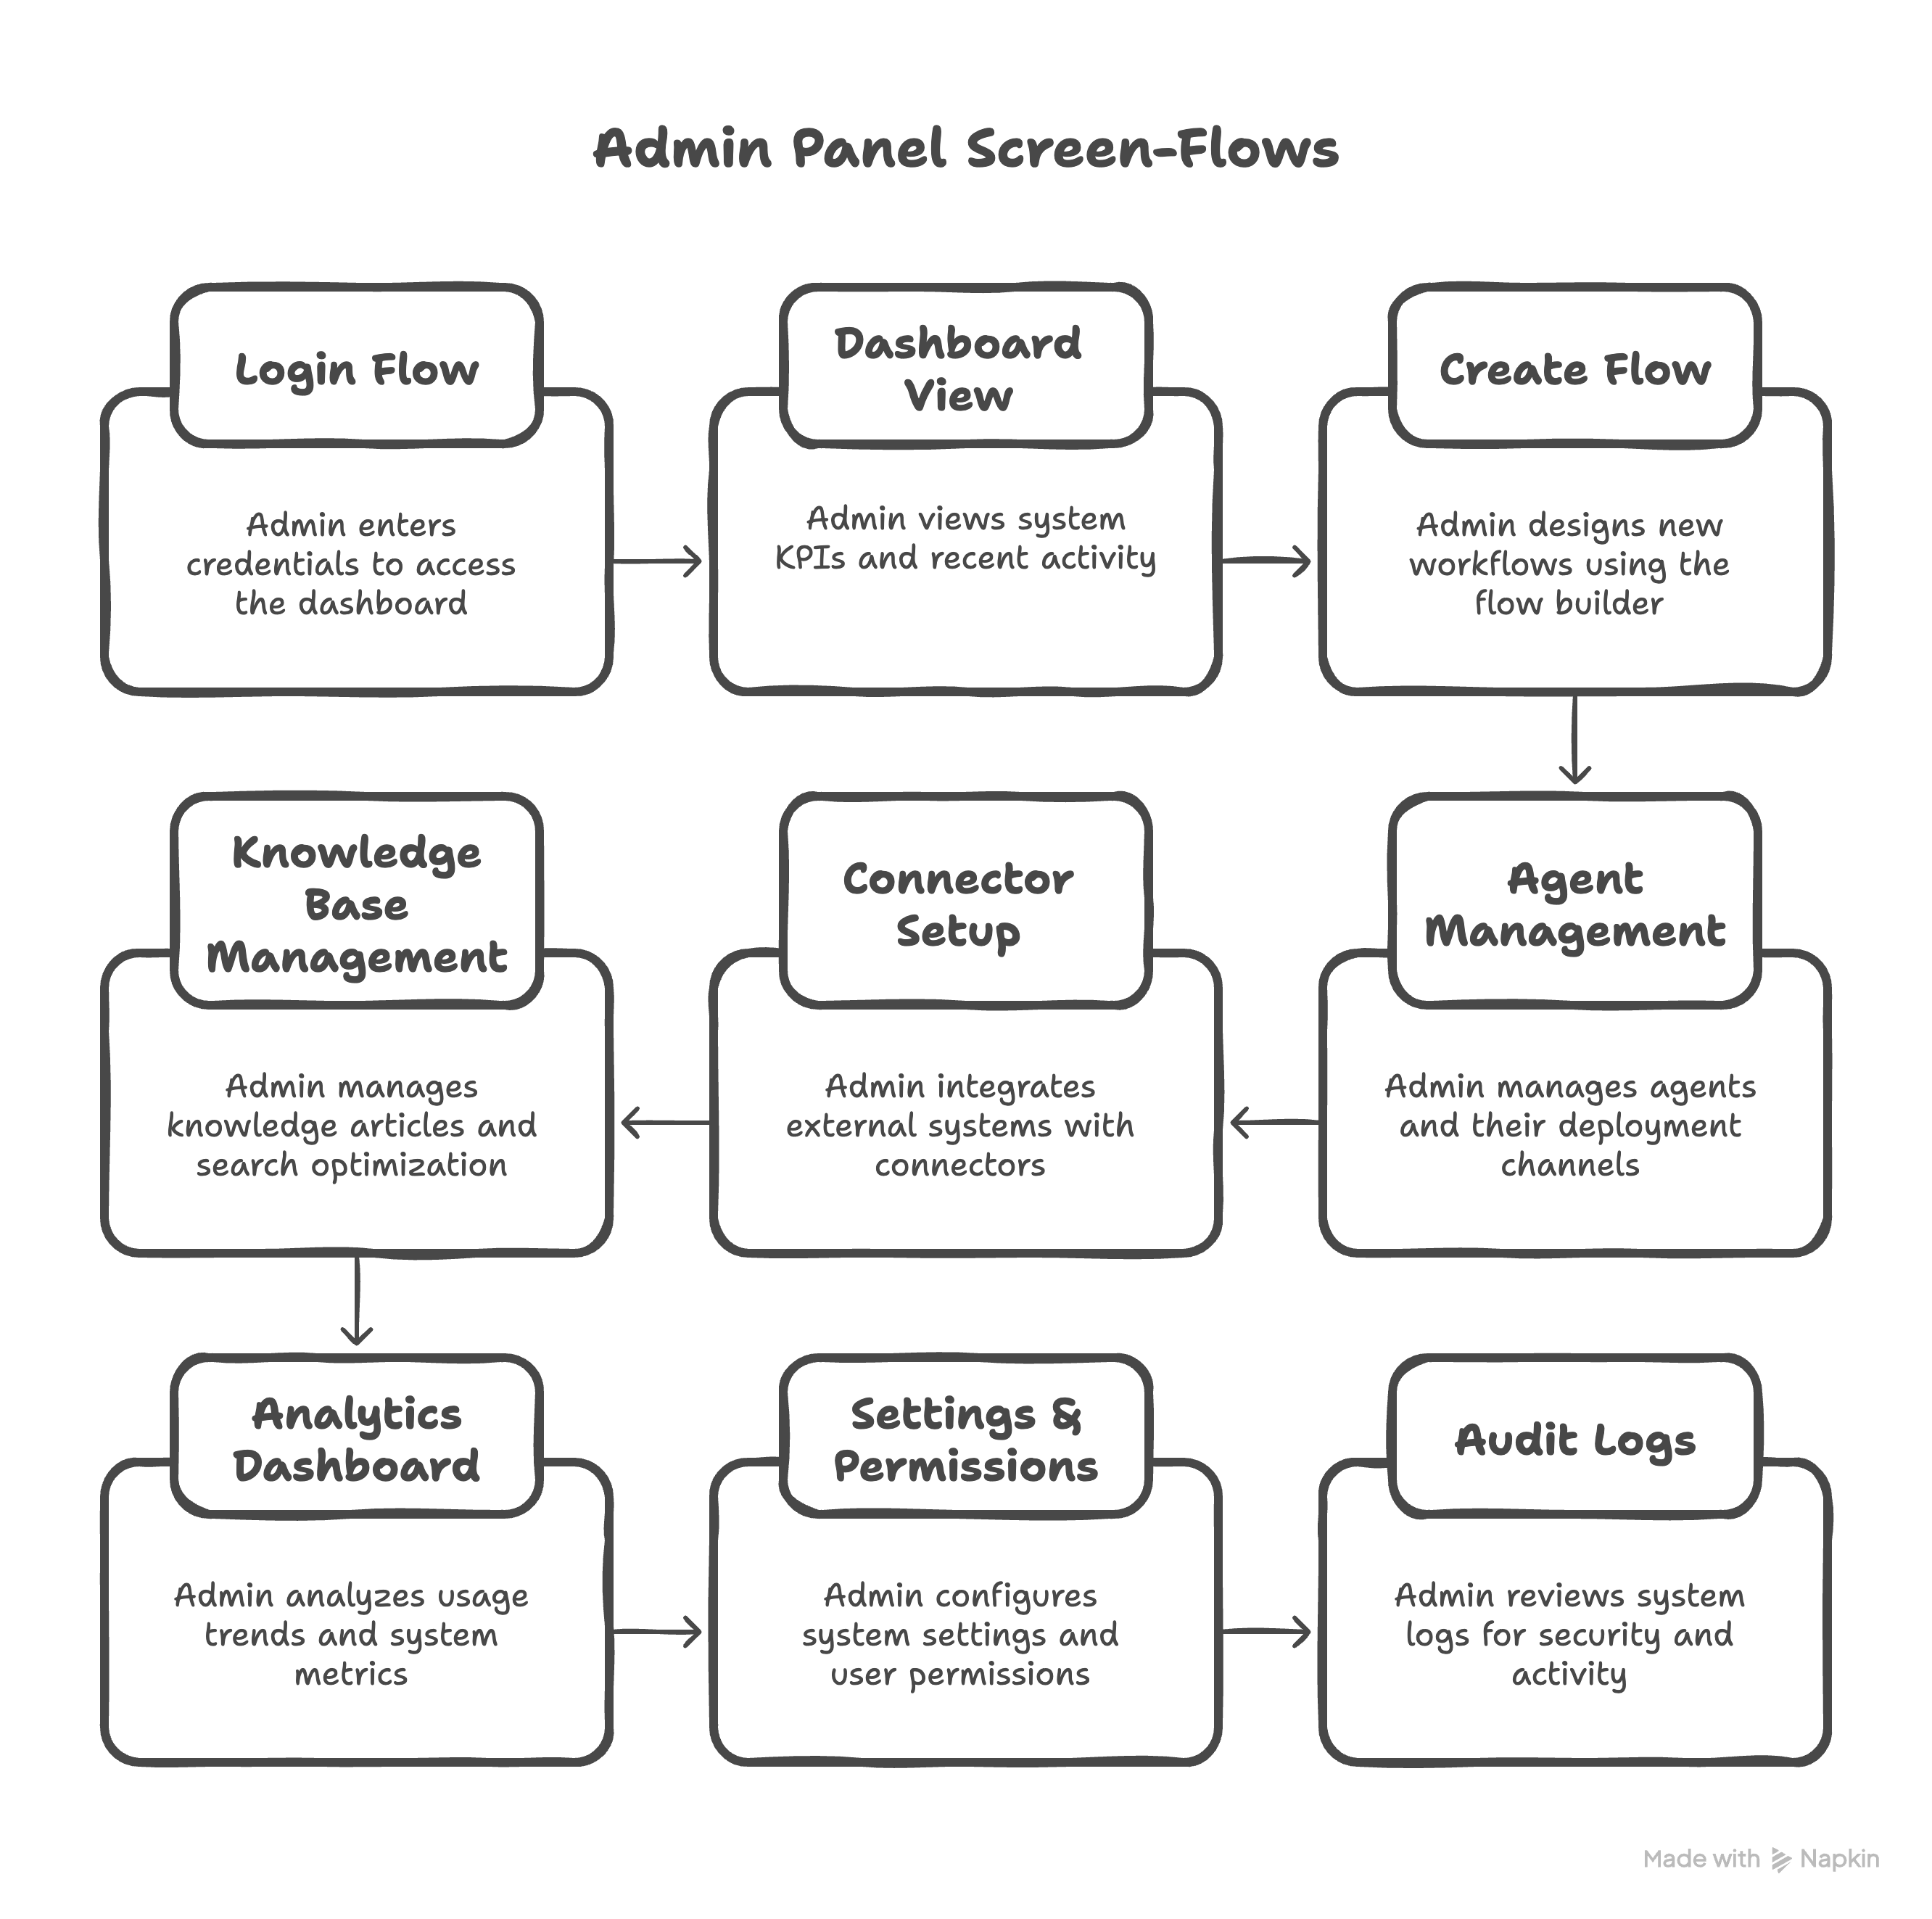 Admin Panel Screen-Flows
Login Flow
Admin enters
credentials to access
the dashboard
Dashboard
View
Admin views system
KPIs and recent activity
Create Flow
Admin designs new
workflows using the
flow builder
Knowledge
Base
Management
Admin manages
knowledge articles and
search optimization
Connector
Setup
Admin integrates
external systems with
connectors
Agent
Management
Admin manages agents
and their deployment
channels
Analytics
Dashboard
Admin analyzes usage
trends and system
metrics
Settings &
Permissions
Admin configures
system settings and
user permissions
Audit Logs
Admin reviews system
logs for security and
activity
Made with Napkin